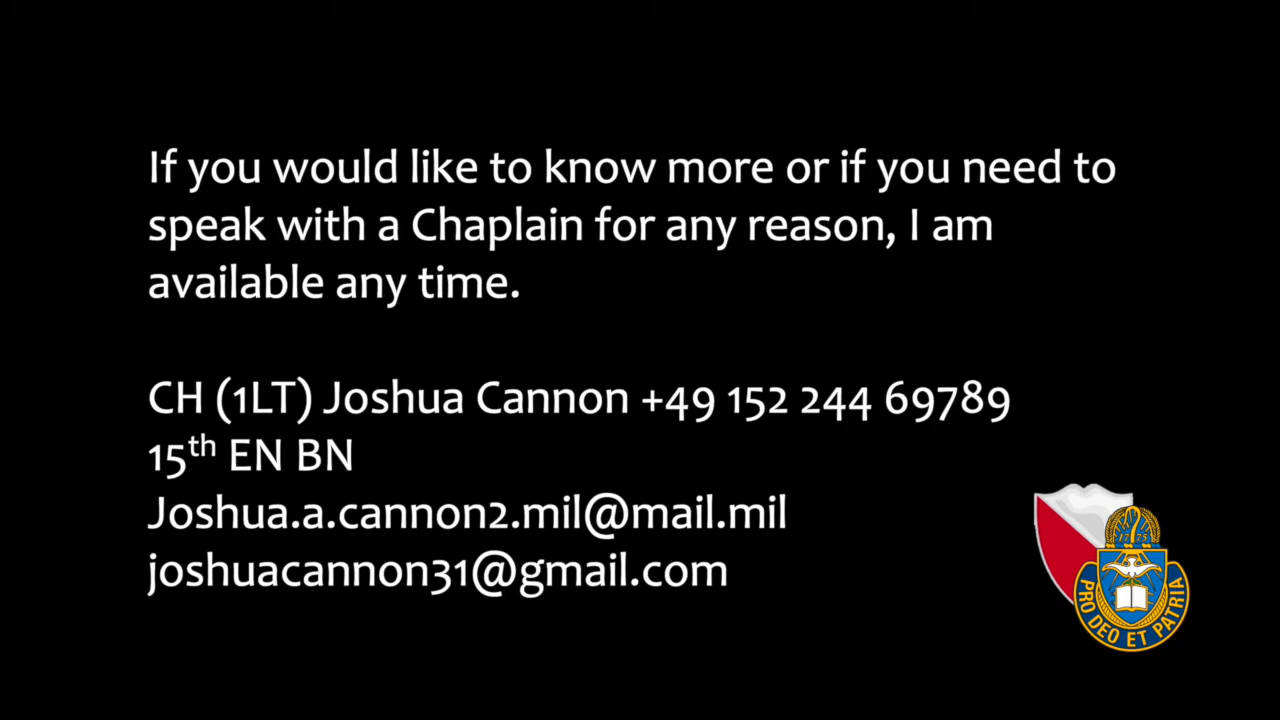 If you would like to know more or if you need to
speak with a Chaplain for any reason, I am
available any time.
CH (1LT) Joshua Cannon +49 152 244 69789
15th EN BN
Joshua.a.cannon2.mil@mail.mil
joshuacannon31@gmail.com
1775
PRO DEO ET PATRIA